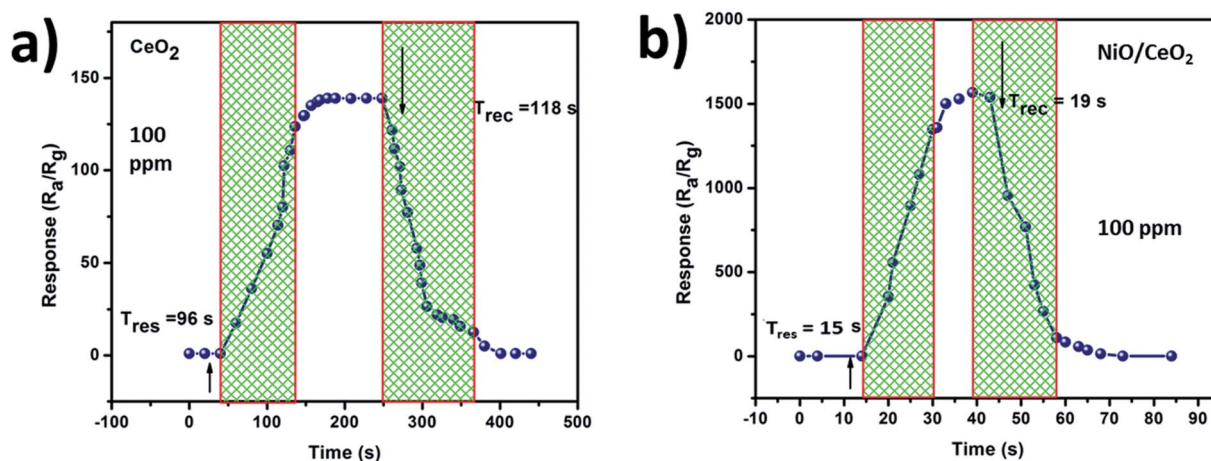 a)
CeO2
100
ppm
Tres =96 s
Trec =118 s
Response (Ra/Rg)
150
100
50
0
-100 0 100 200 300 400 500
Time (s)
b)
NiO/CeO2
Trec = 19 s
100 ppm
Tres = 15 s
Response (Ra/Rg)
2000
1500
1000
500
0
-10 0 10 20 30 40 50 60 70 80 90
Time (s)